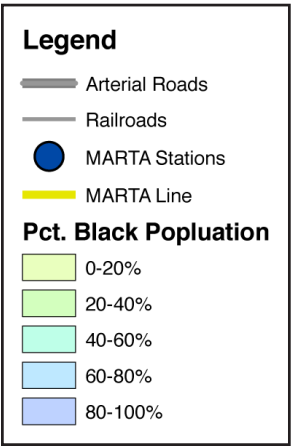 Legend
Arterial Roads
Railroads
MARTA Stations
MARTA Line
Pct. Black Popluation
0-20%
20-40%
40-60%
60-80%
80-100%